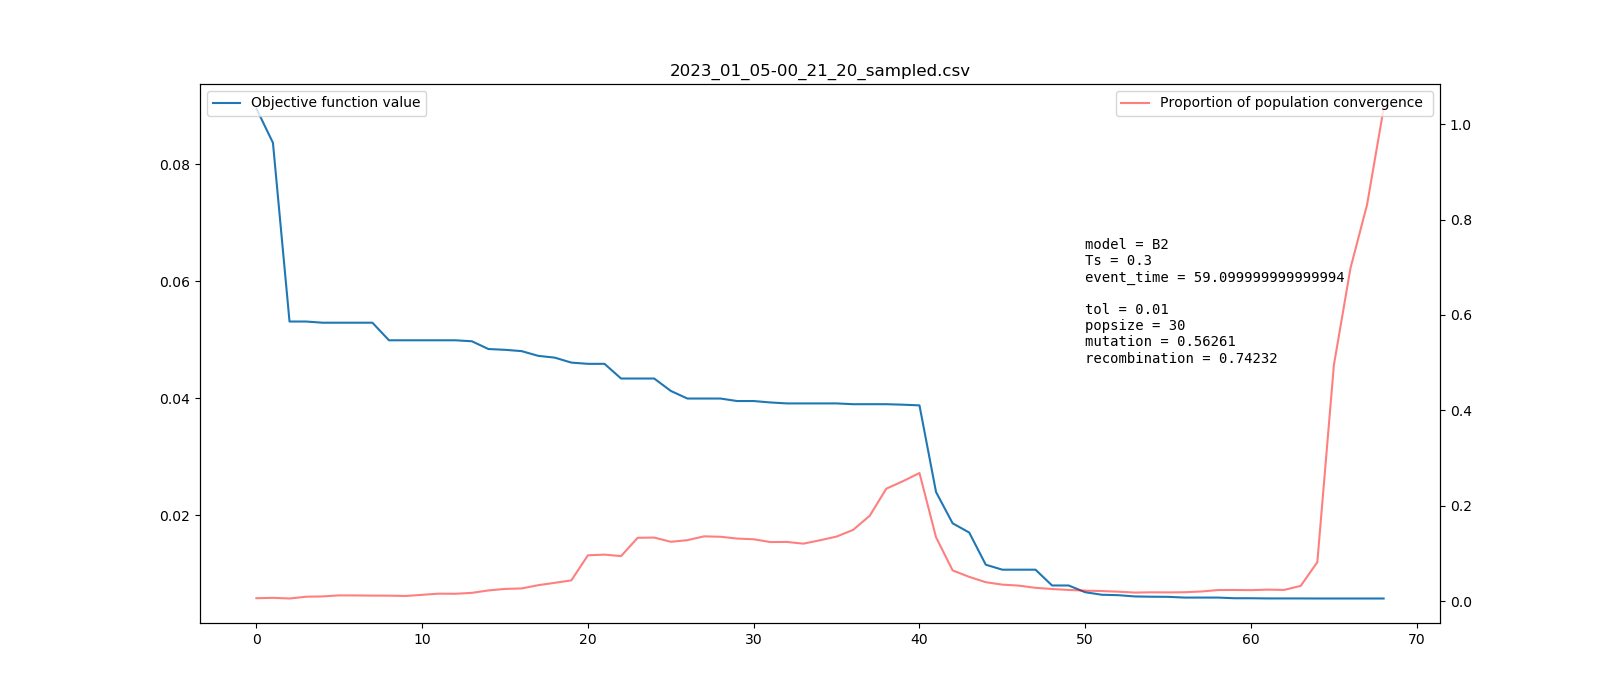 2023_01_05-00_21_20_sampled.csv
Objective function value
Proportion of population convergence
1.0
0.08
0.8
model = B2
Ts = 0.3
event_time = 59.099999999999994
0.06
0.6
tol = 0.01
popsize = 30
mutation = 0.56261
recombination = 0.74232
0.04
0.4
0.02
0.2
0.0
0 10 20 30 40 50 60 70